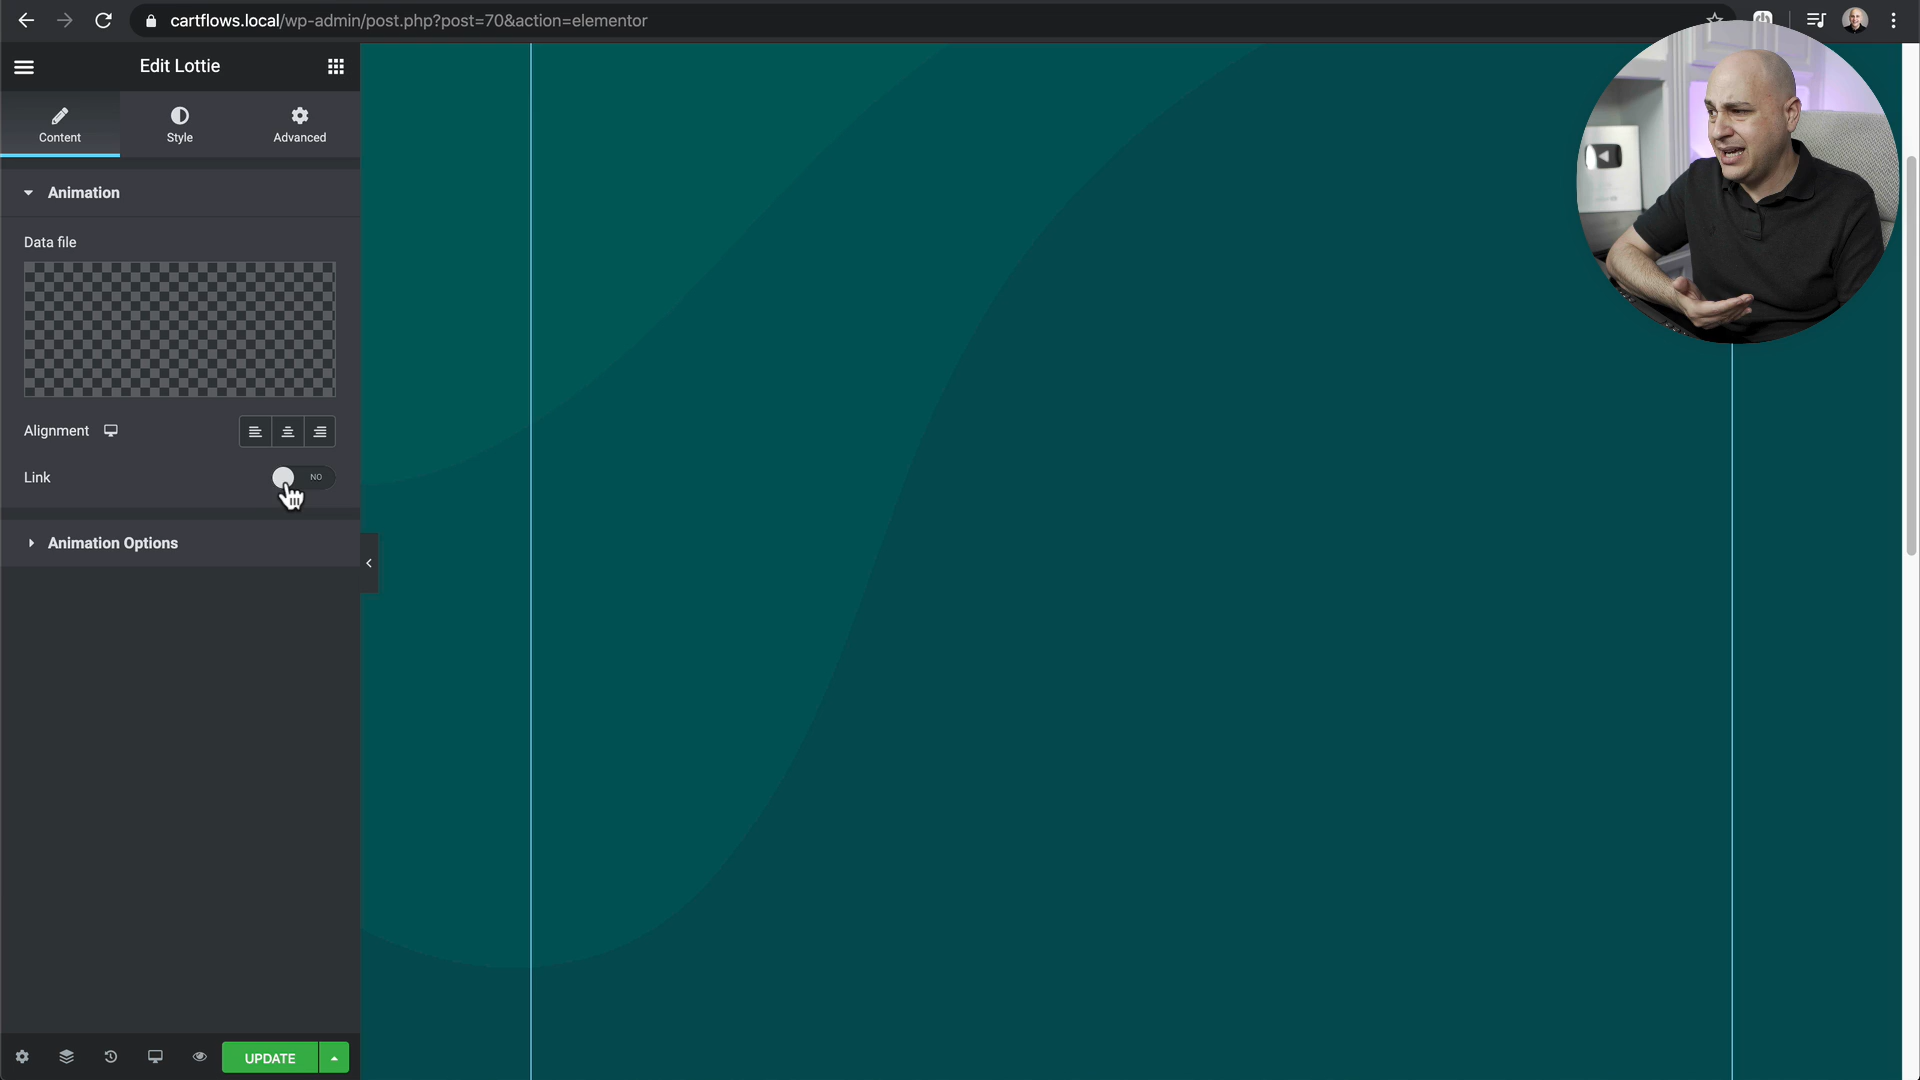 cartflows.local/wp-admin/post.php?post=70&action=elementor
Edit Lottie
Content
Style
Advanced
Animation
Data file
Alignment
Link
NO
Animation Options
UPDATE